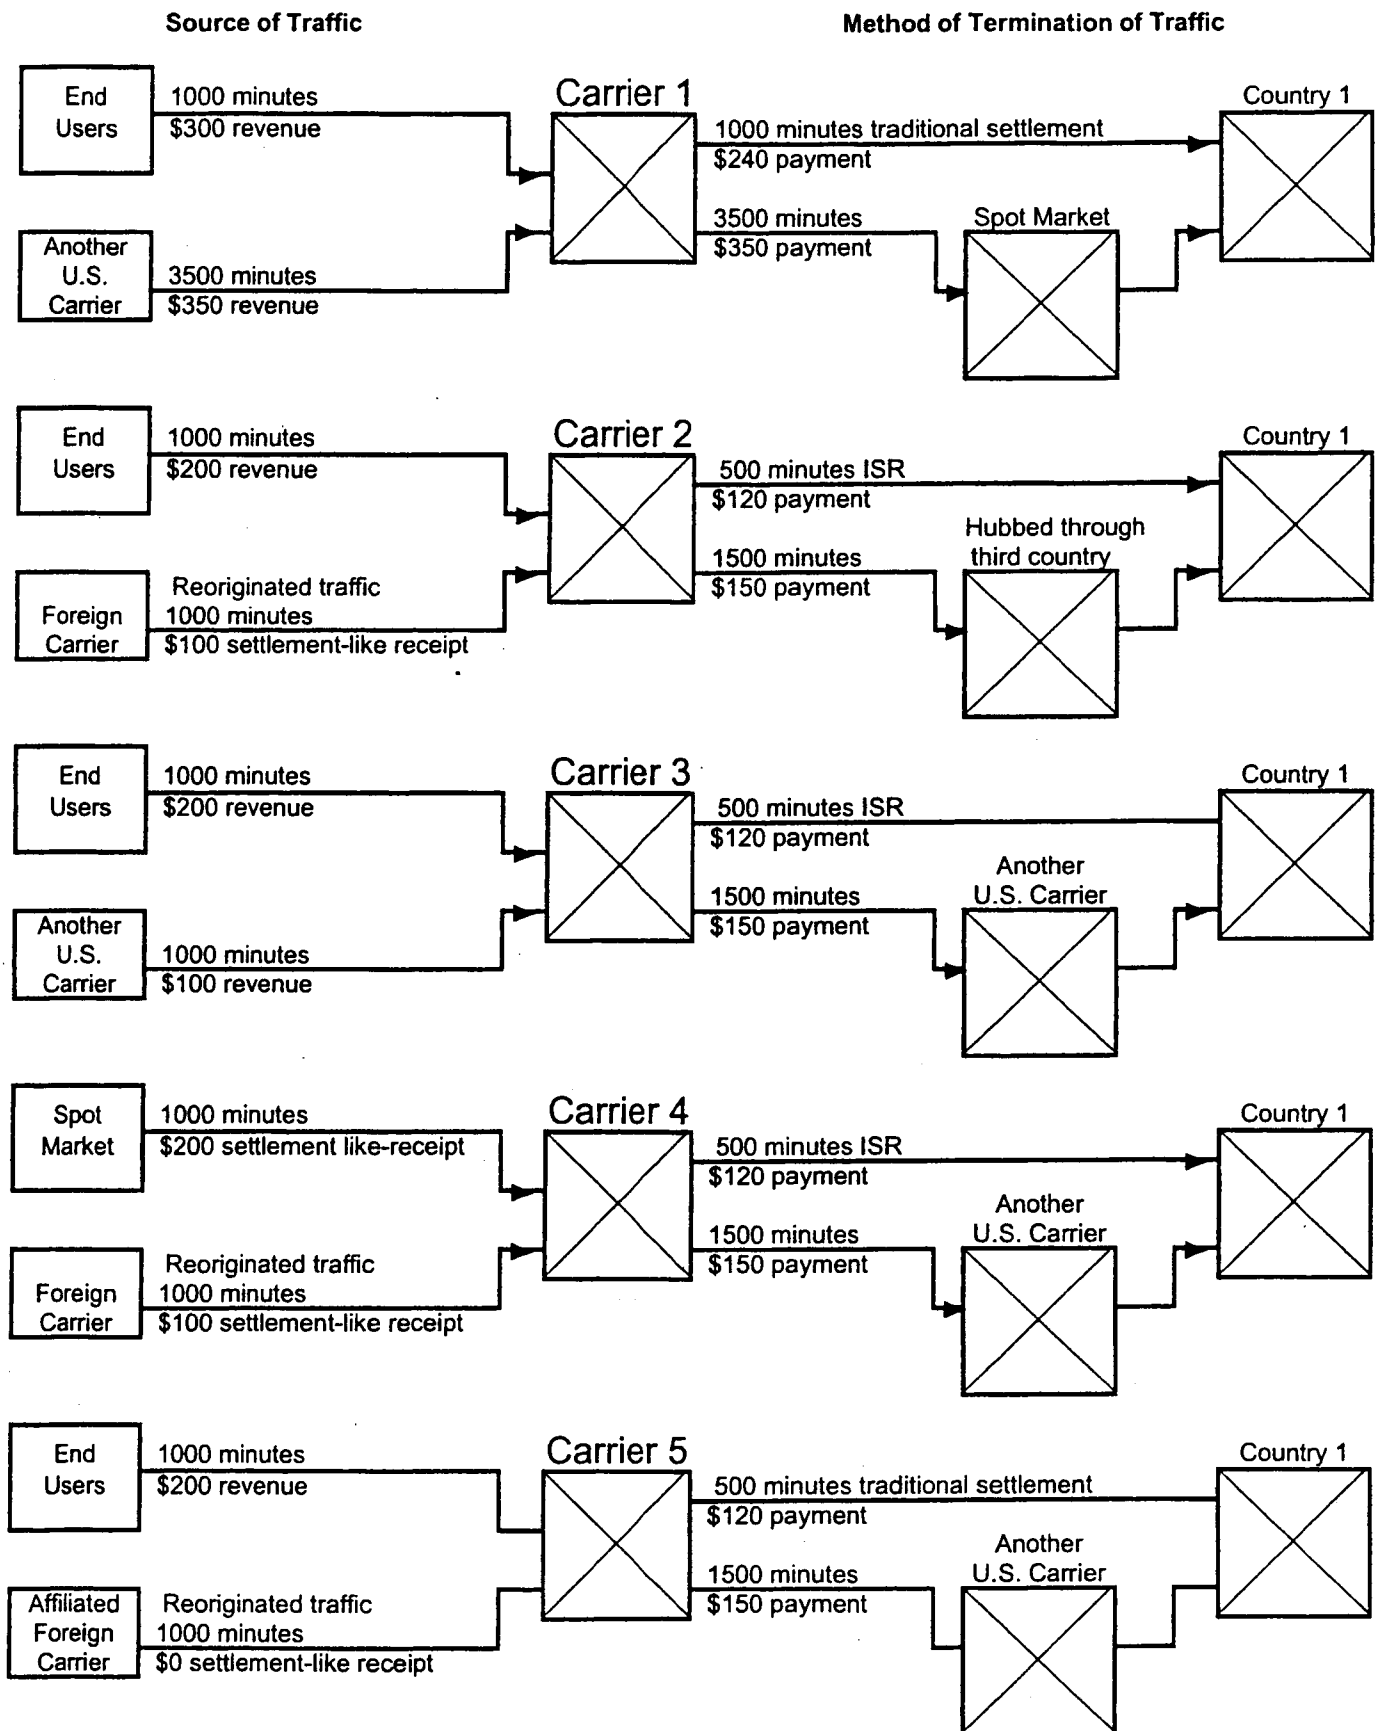 Source of Traffic
Method of Termination of Traffic
End
Users
1000 minutes
$300 revenue
Carrier 1
1000 minutes traditional settlement
$240 payment
Country 1
Another
U.S.
Carrier
3500 minutes
$350 revenue
3500 minutes
$350 payment
Spot Market
End
Users
1000 minutes
$200 revenue
Carrier 2
500 minutes ISR
$120 payment
Country 1
Foreign
Carrier
Reoriginated traffic
1000 minutes
$100 settlement-like receipt
1500 minutes
$150 payment
Hubbed through
third country
End
Users
1000 minutes
$200 revenue
Carrier 3
500 minutes ISR
$120 payment
Country 1
Another
U.S.
Carrier
1000 minutes
$100 revenue
1500 minutes
$150 payment
Another
U.S. Carrier
Spot
Market
1000 minutes
$200 settlement like-receipt
Carrier 4
500 minutes ISR
$120 payment
Country 1
Foreign
Carrier
Reoriginated traffic
1000 minutes
$100 settlement-like receipt
1500 minutes
$150 payment
Another
U.S. Carrier
End
Users
1000 minutes
$200 revenue
Carrier 5
500 minutes traditional settlement
$120 payment
Country 1
Affiliated
Foreign
Carrier
Reoriginated traffic
1000 minutes
$0 settlement-like receipt
1500 minutes
$150 payment
Another
U.S. Carrier